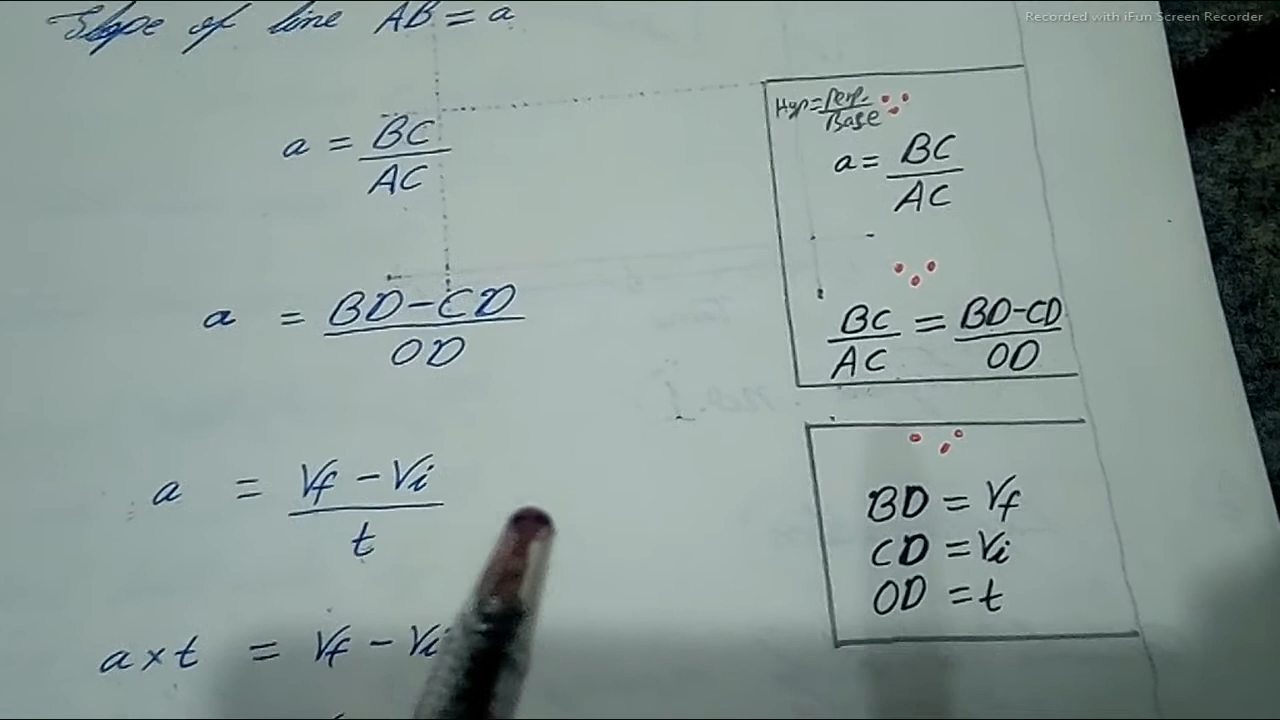 Recorded with iFun Screen Recorder
Slope of line AB = a
a = BC/AC
a = BD-CD/OD
a = Vf - Vi/t
a x t = Vf - Vi
Hyp = Perp./Base ∵
a = BC/AC
∵
BC/AC = BD-CD/OD
∵
BD = Vf
CD = Vi
OD = t